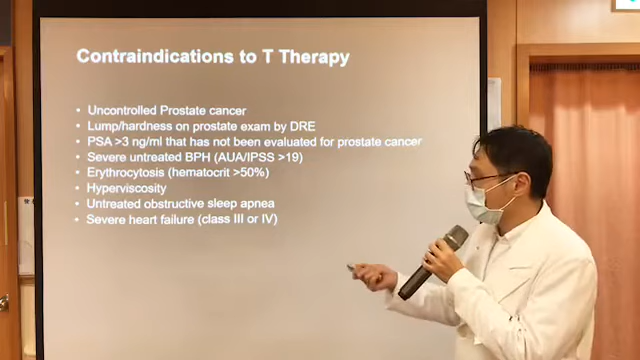 Contraindications to T Therapy
• Uncontrolled Prostate cancer
• Lump/hardness on prostate exam by DRE
• PSA >3 ng/ml that has not been evaluated for prostate cancer
• Severe untreated BPH (AUA/IPSS >19)
• Erythrocytosis (hematocrit >50%)
• Hyperviscosity
• Untreated obstructive sleep apnea
• Severe heart failure (class III or IV)